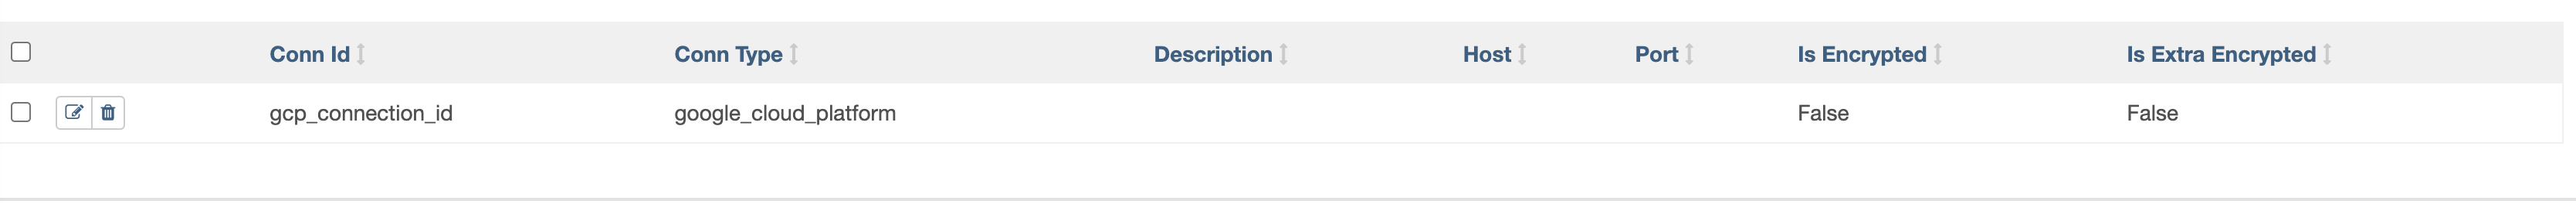 Conn Id Conn Type Description Host Port Is Encrypted Is Extra Encrypted
gcp_connection_id google_cloud_platform False False